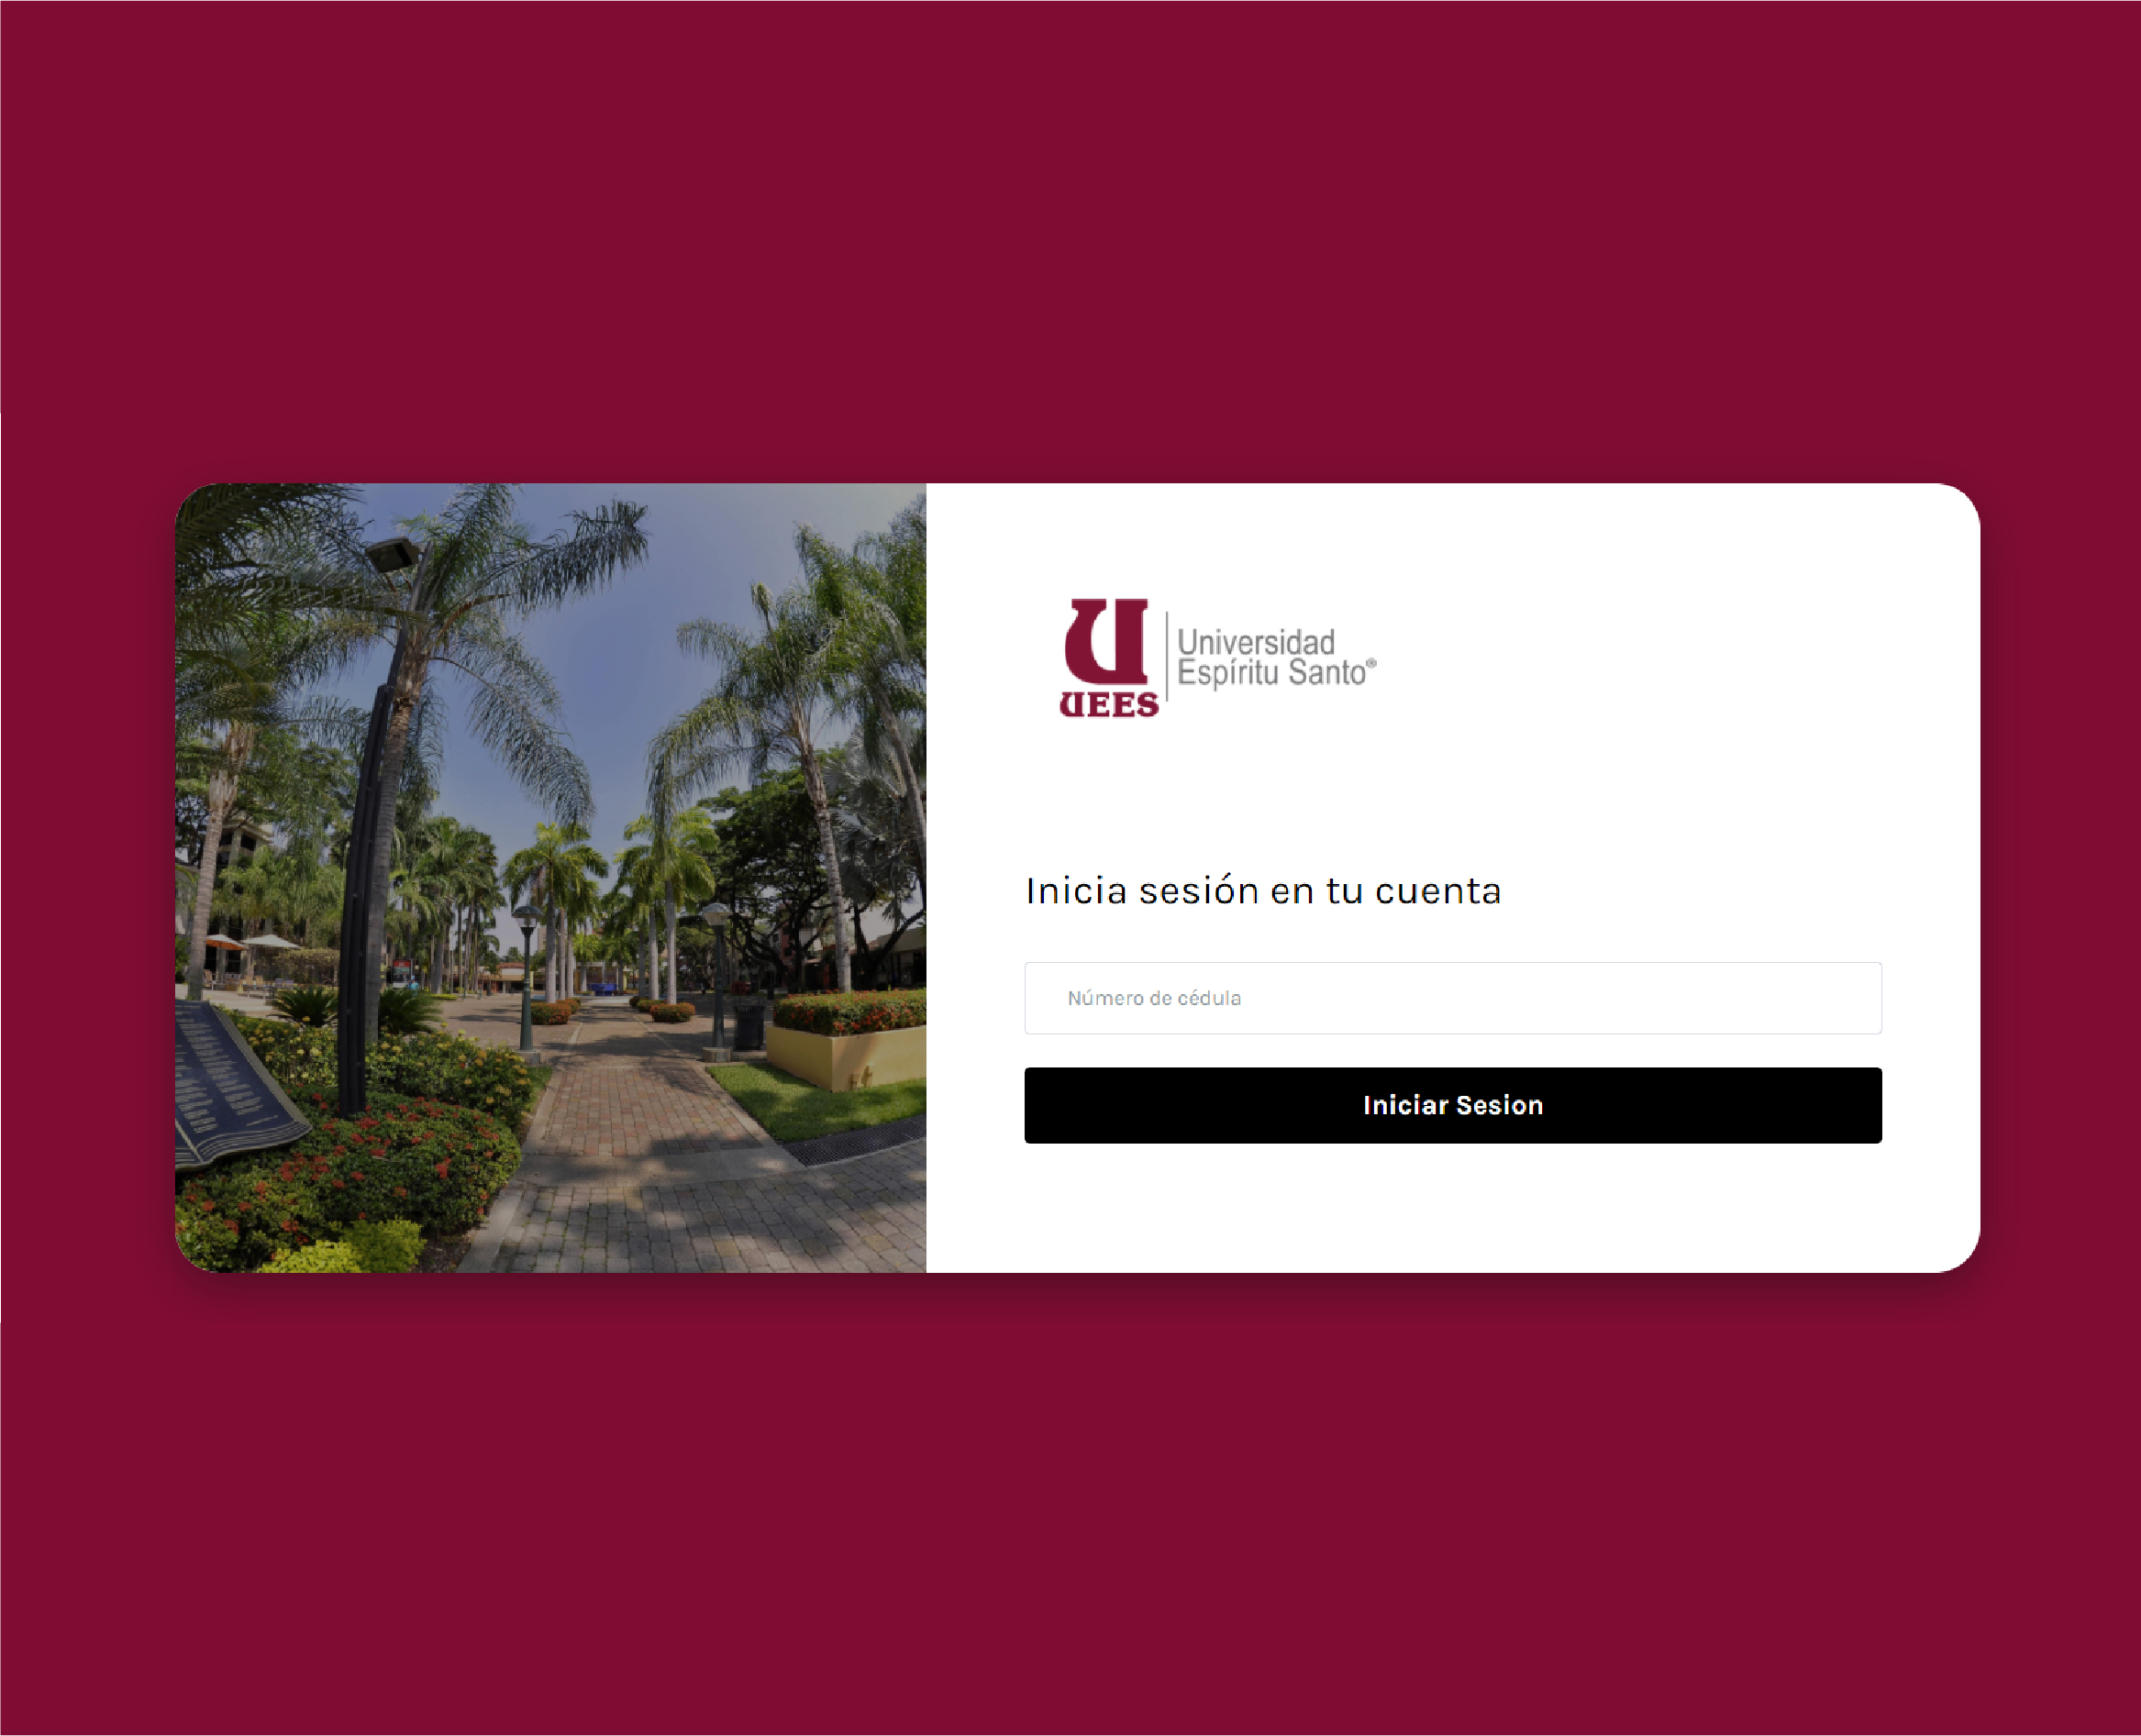 U
UEES
Universidad
Espíritu Santo®
Inicia sesión en tu cuenta
Número de cédula
Iniciar Sesion